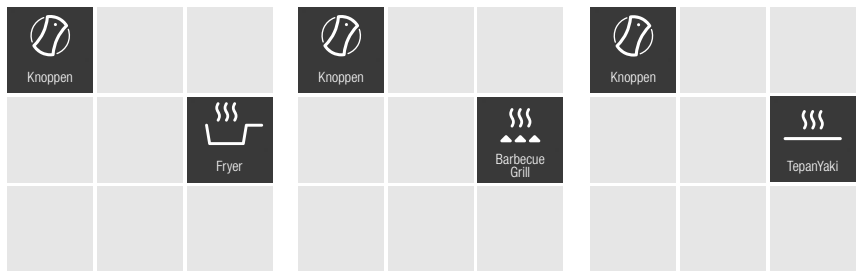 Knoppen
Knoppen
Knoppen
Fryer
Barbecue
Grill
TepanYaki